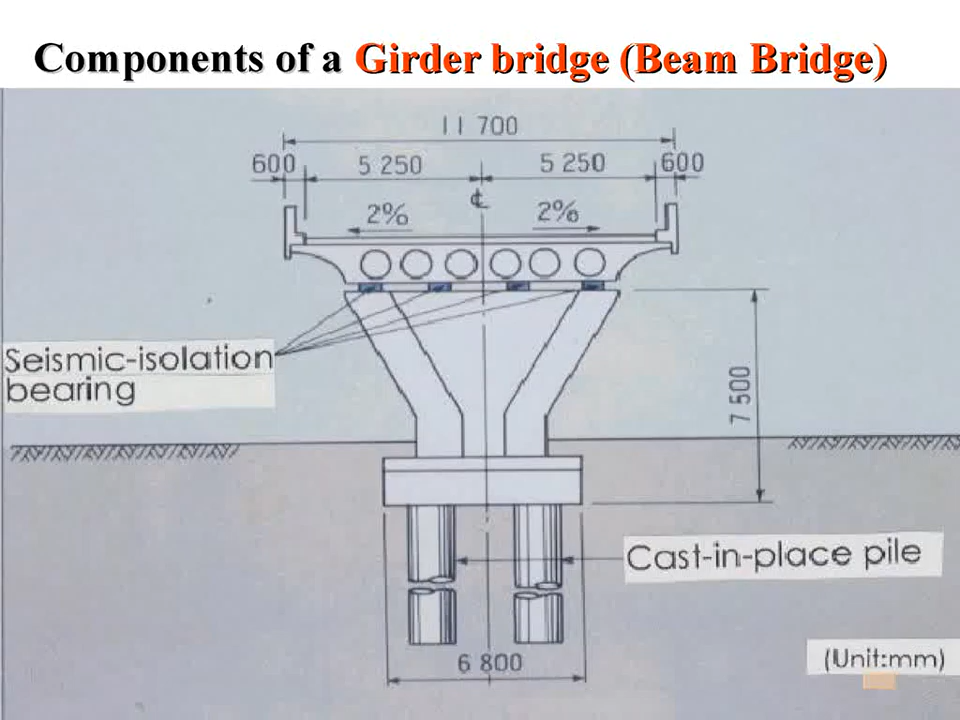 Components of a Girder bridge (Beam Bridge)
11 700
600 5 250 5 250 600
℄
2% 2%
Seismic-isolation
bearing
7 500
Cast-in-place pile
6 800
(Unit:mm)